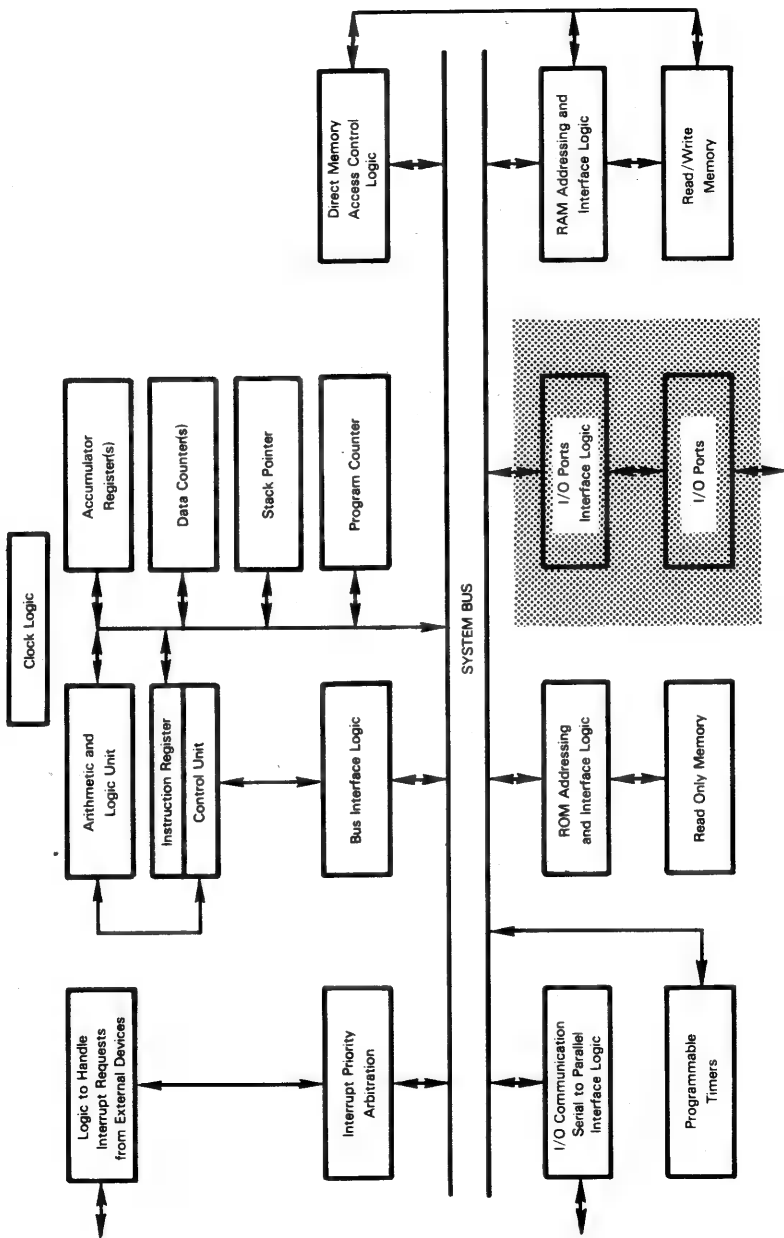 Clock Logic
Logic to Handle
Interrupt Requests
from External Devices
Arithmetic and
Logic Unit
Accumulator
Register(s)
Instruction Register
Control Unit
Data Counter(s)
Stack Pointer
Interrupt Priority
Arbitration
Bus Interface Logic
Program Counter
Direct Memory
Access Control
Logic
SYSTEM BUS
I/O Communication
Serial to Parallel
Interface Logic
ROM Addressing
and Interface Logic
I/O Ports
Interface Logic
RAM Addressing and
Interface Logic
Programmable
Timers
Read Only Memory
I/O Ports
Read/Write
Memory